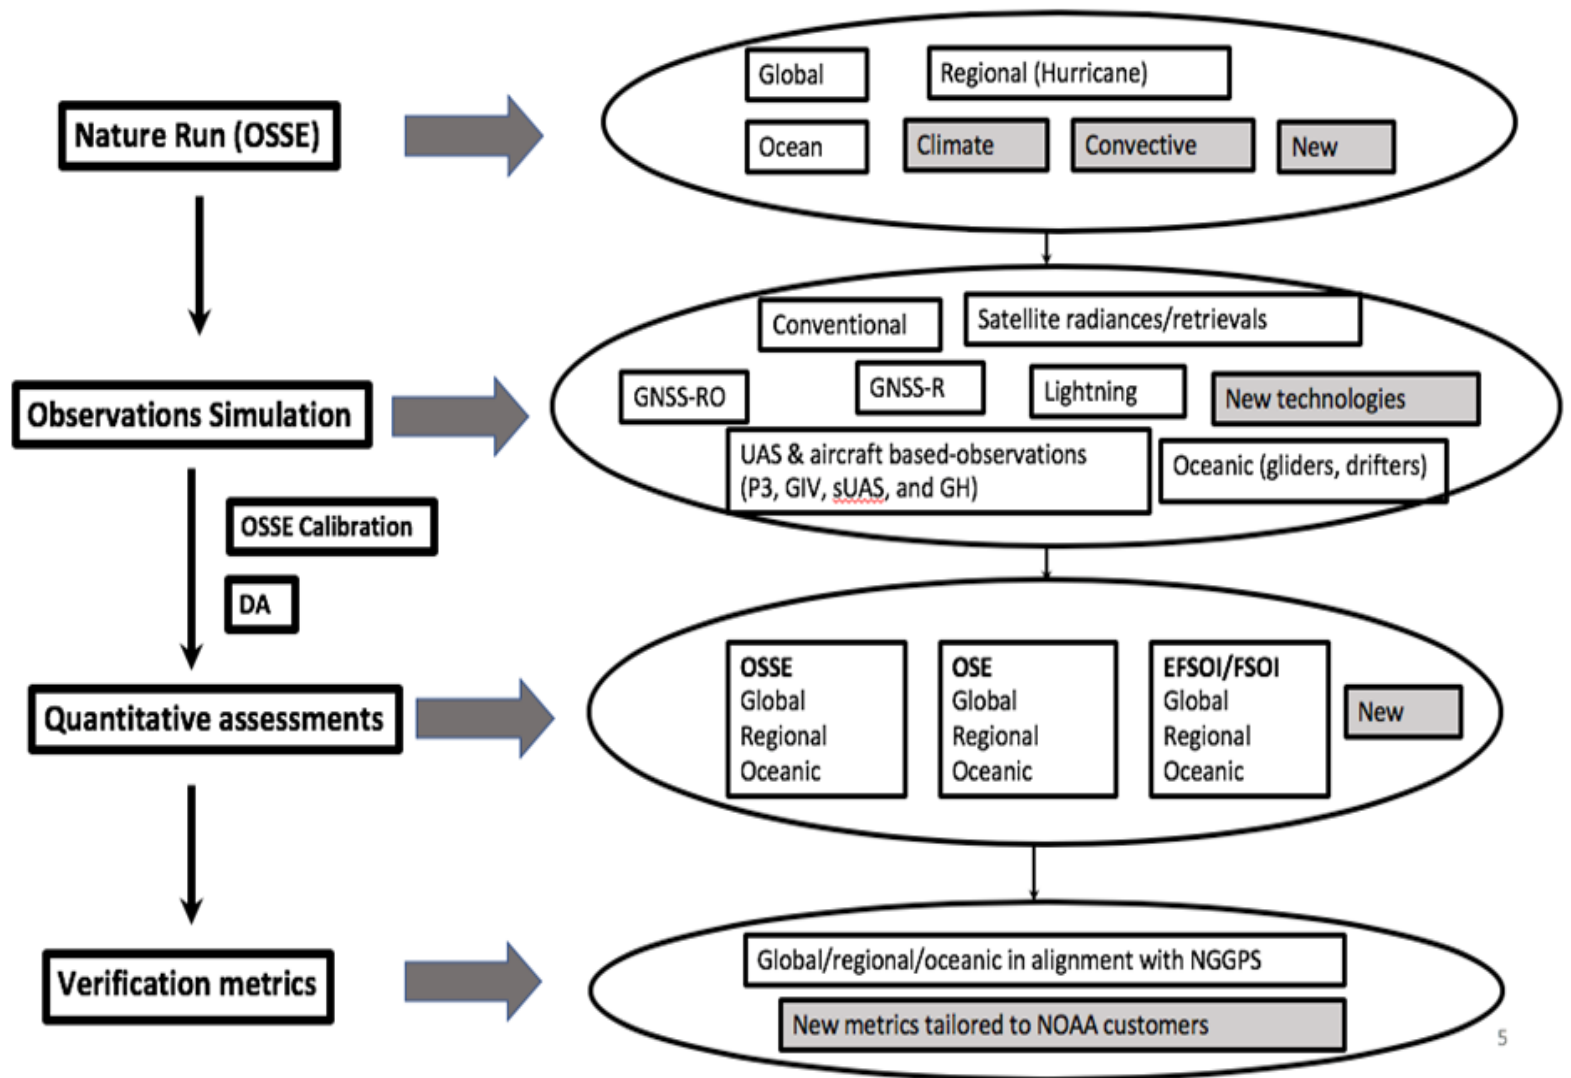 Nature Run (OSSE)
Global
Regional (Hurricane)
Ocean
Climate
Convective
New
Observations Simulation
Conventional
Satellite radiances/retrievals
GNSS-RO
GNSS-R
Lightning
New technologies
UAS & aircraft based-observations
(P3, GIV, sUAS, and GH)
Oceanic (gliders, drifters)
OSSE Calibration
DA
Quantitative assessments
OSSE
Global
Regional
Oceanic
OSE
Global
Regional
Oceanic
EFSOI/FSOI
Global
Regional
Oceanic
New
Verification metrics
Global/regional/oceanic in alignment with NGGPS
New metrics tailored to NOAA customers
5